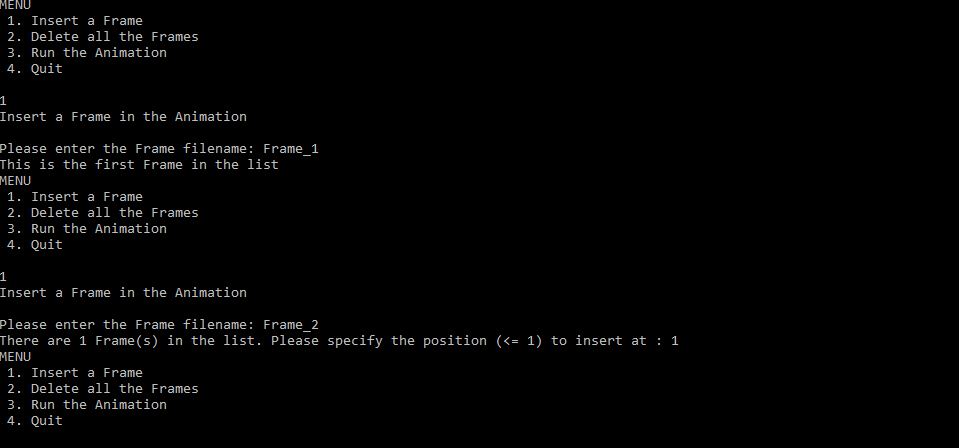 MENU
1. Insert a Frame
2. Delete all the Frames
3. Run the Animation
4. Quit
1
Insert a Frame in the Animation
Please enter the Frame filename: Frame_1
This is the first Frame in the list
MENU
1. Insert a Frame
2. Delete all the Frames
3. Run the Animation
4. Quit
1
Insert a Frame in the Animation
Please enter the Frame filename: Frame_2
There are 1 Frame(s) in the list. Please specify the position (<= 1) to insert at : 1
MENU
1. Insert a Frame
2. Delete all the Frames
3. Run the Animation
4. Quit